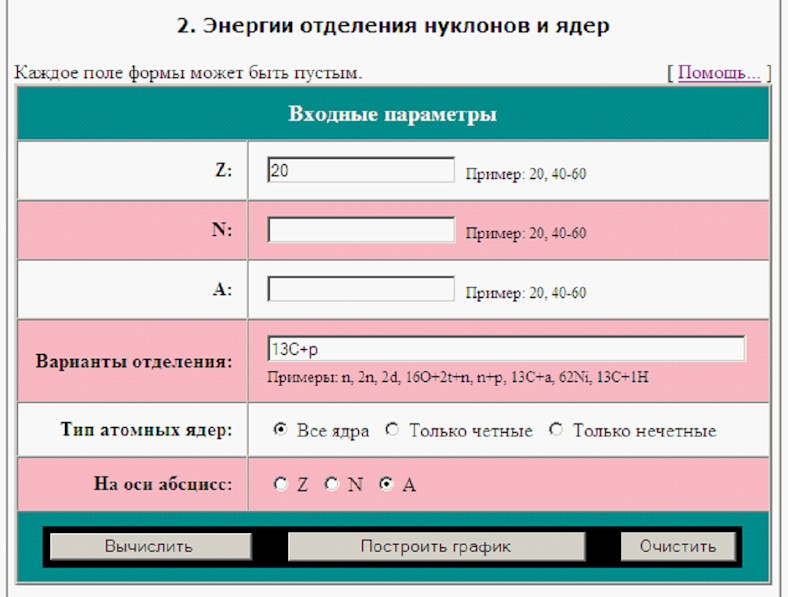 2. Энергии отделения нуклонов и ядер
Каждое поле формы может быть пустым. [ Помощь... ]
Входные параметры
Z: 20 Пример: 20, 40-60
N: Пример: 20, 40-60
A: Пример: 20, 40-60
Варианты отделения: 13C+p
Примеры: n, 2n, 2d, 16O+2t+n, n+p, 13C+a, 62Ni, 13C+1H
Тип атомных ядер: Все ядра Только четные Только нечетные
На оси абсцисс: Z N A
Вычислить Построить график Очистить